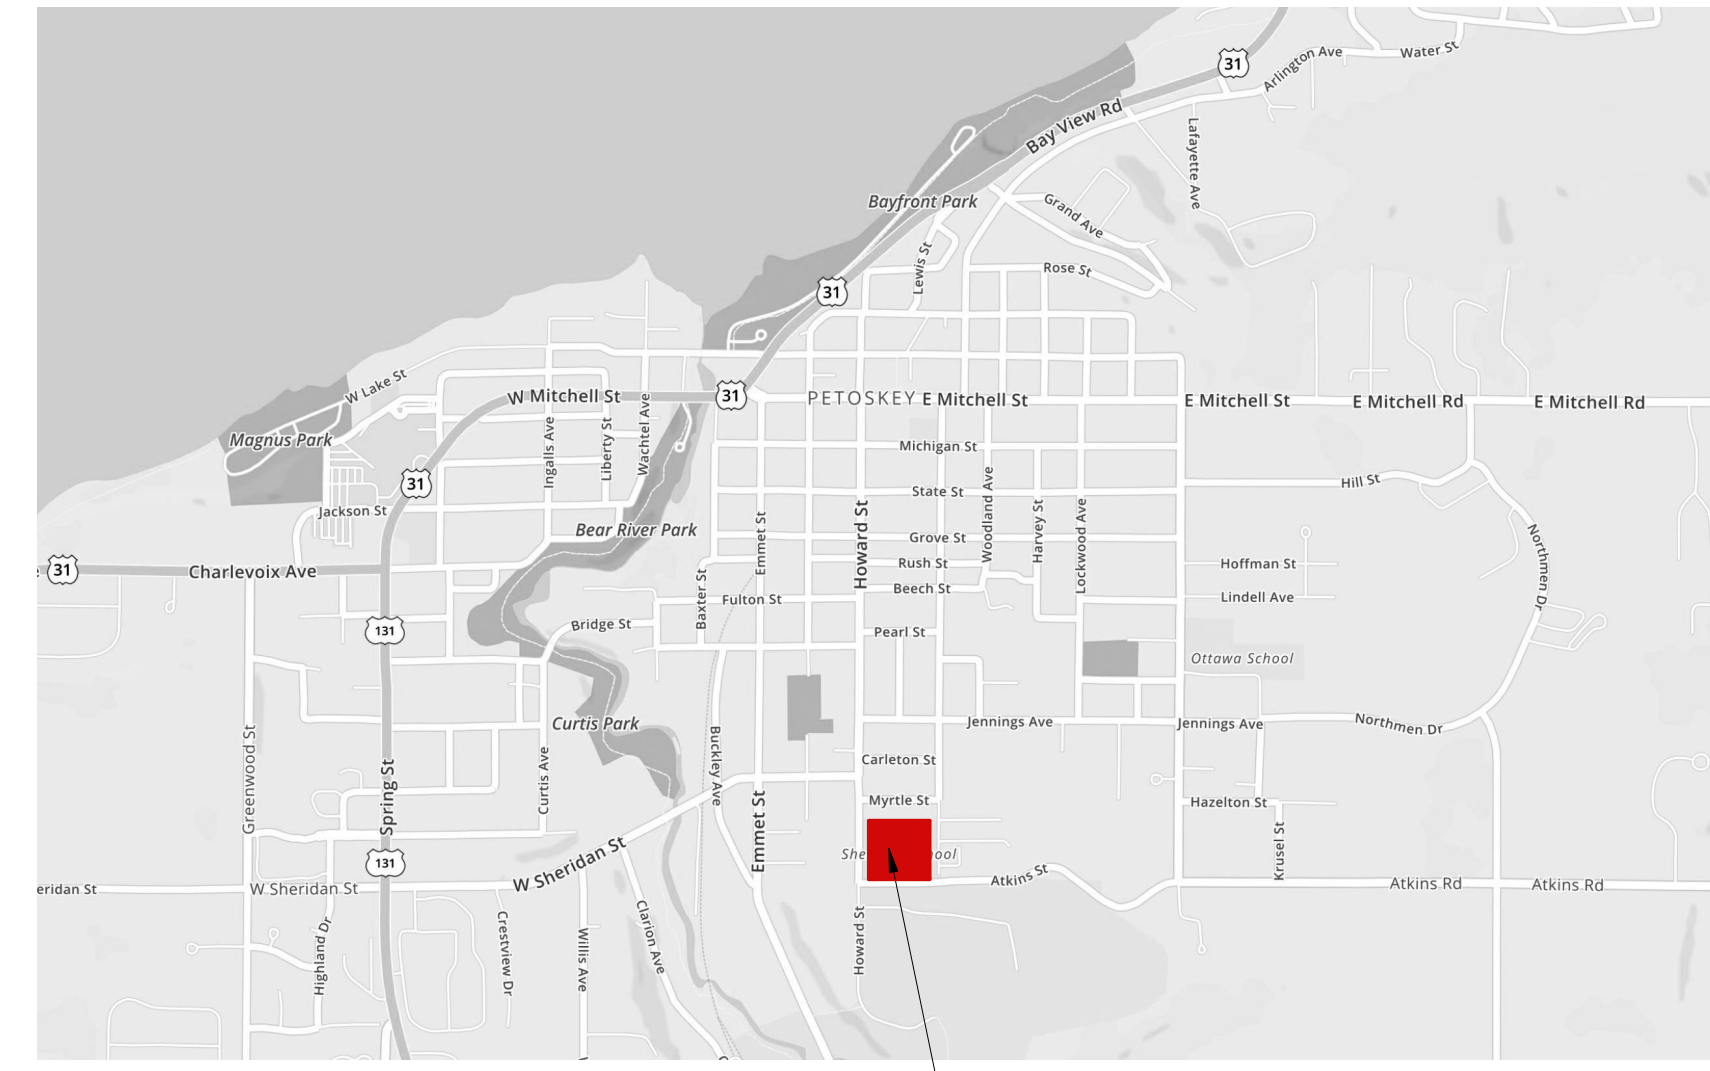 31
Arlington Ave
Water St
Bay View Rd
Lafayette Ave
Bayfront Park
Grand Ave
Lewis St
Rose St
31
W Lake St
W Mitchell St
31
PETOSKEY
E Mitchell St
E Mitchell St
E Mitchell Rd
E Mitchell Rd
Magnus Park
Ingalls Ave
Liberty St
Wachtel Ave
Michigan St
31
Jackson St
State St
Woodland Ave
Hill St
Bear River Park
Emmet St
Howard St
Grove St
Harvey St
Lockwood Ave
Northmen Dr
31
Charlevoix Ave
Rush St
Hoffman St
Baxter St
Fulton St
Beech St
Lindell Ave
131
Bridge St
Pearl St
Ottawa School
Curtis Park
Jennings Ave
Jennings Ave
Northmen Dr
Greenwood St
Buckley Ave
Carleton St
Spring St
Curtis Ave
Myrtle St
Hazelton St
Emmet St
Krusel St
She
ool
131
W Sheridan St
eridan St
W Sheridan St
Atkins St
Atkins Rd
Atkins Rd
Highland Dr
Crestview Dr
Willis Ave
Clarion Ave
Howard St